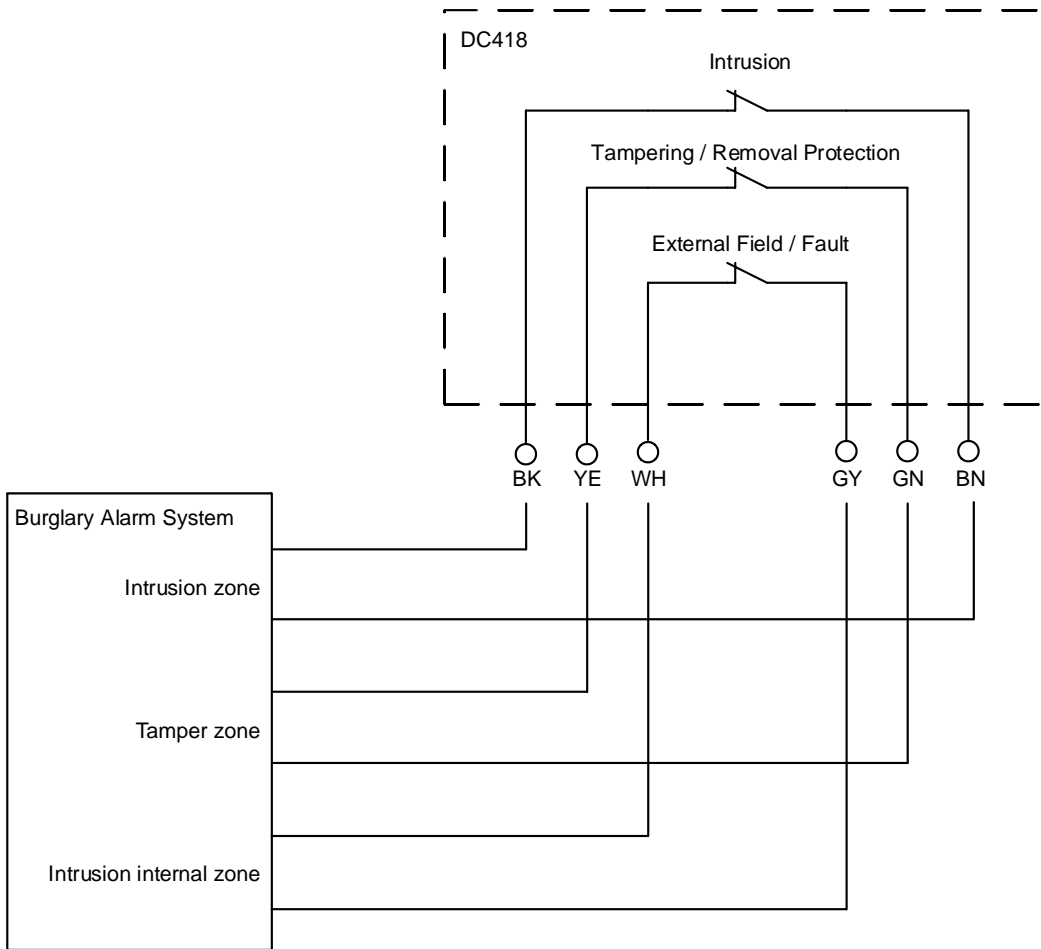 DC418
Intrusion
Tampering / Removal Protection
External Field / Fault
BK YE WH GY GN BN
Burglary Alarm System
Intrusion zone
Tamper zone
Intrusion internal zone